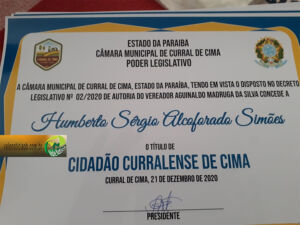 ESTADO DA PARAIBA
CÂMARA MUNICIPAL DE CURRAL DE CIMA
PODER LEGISLATIVO
A CÂMARA MUNICIPAL DE CURRAL DE CIMA, ESTADO DA PARAIBA, TENDO EM VISTA O DISPOSTO NO DECRETO
LEGISLATIVO Nº 02/2020 DE AUTORIA DO VEREADOR AGUINALDO MADRUGA DA SILVA CONCEDE A
Humberto Sérgio Alcoforado Simões
O TÍTULO DE
CIDADÃO CURRALENSE DE CIMA
CURRAL DE CIMA, 21 DE DEZEMBRO DE 2020
PRESIDENTE